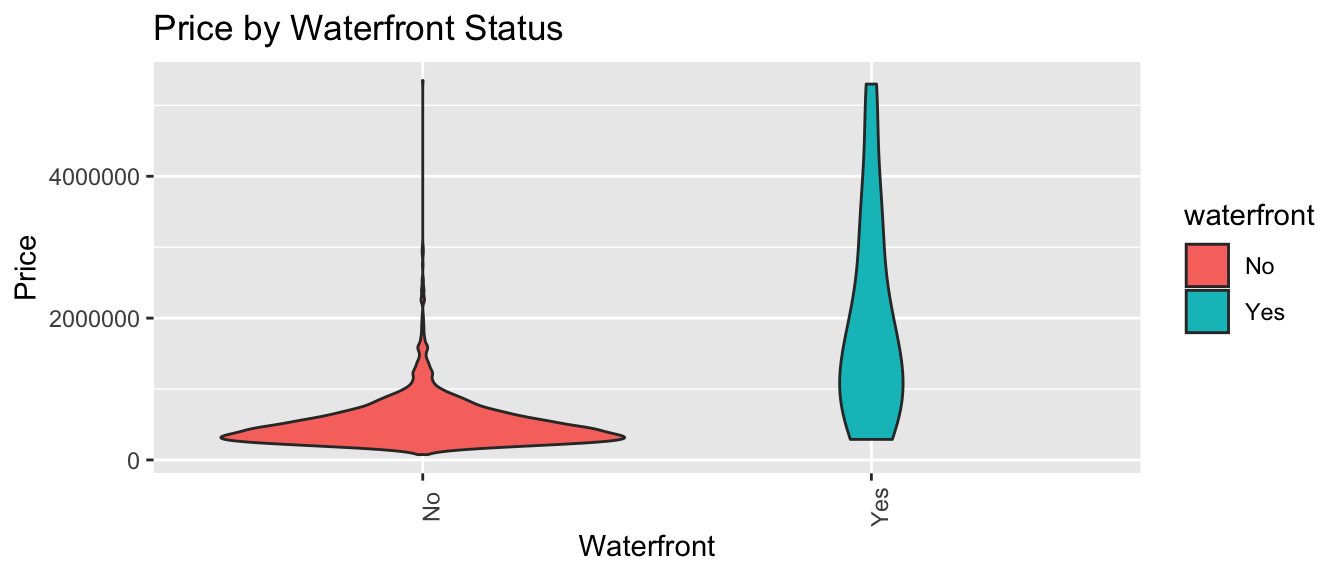 Price by Waterfront Status
Price
4000000
2000000
0
No
Yes
Waterfront
waterfront
No
Yes